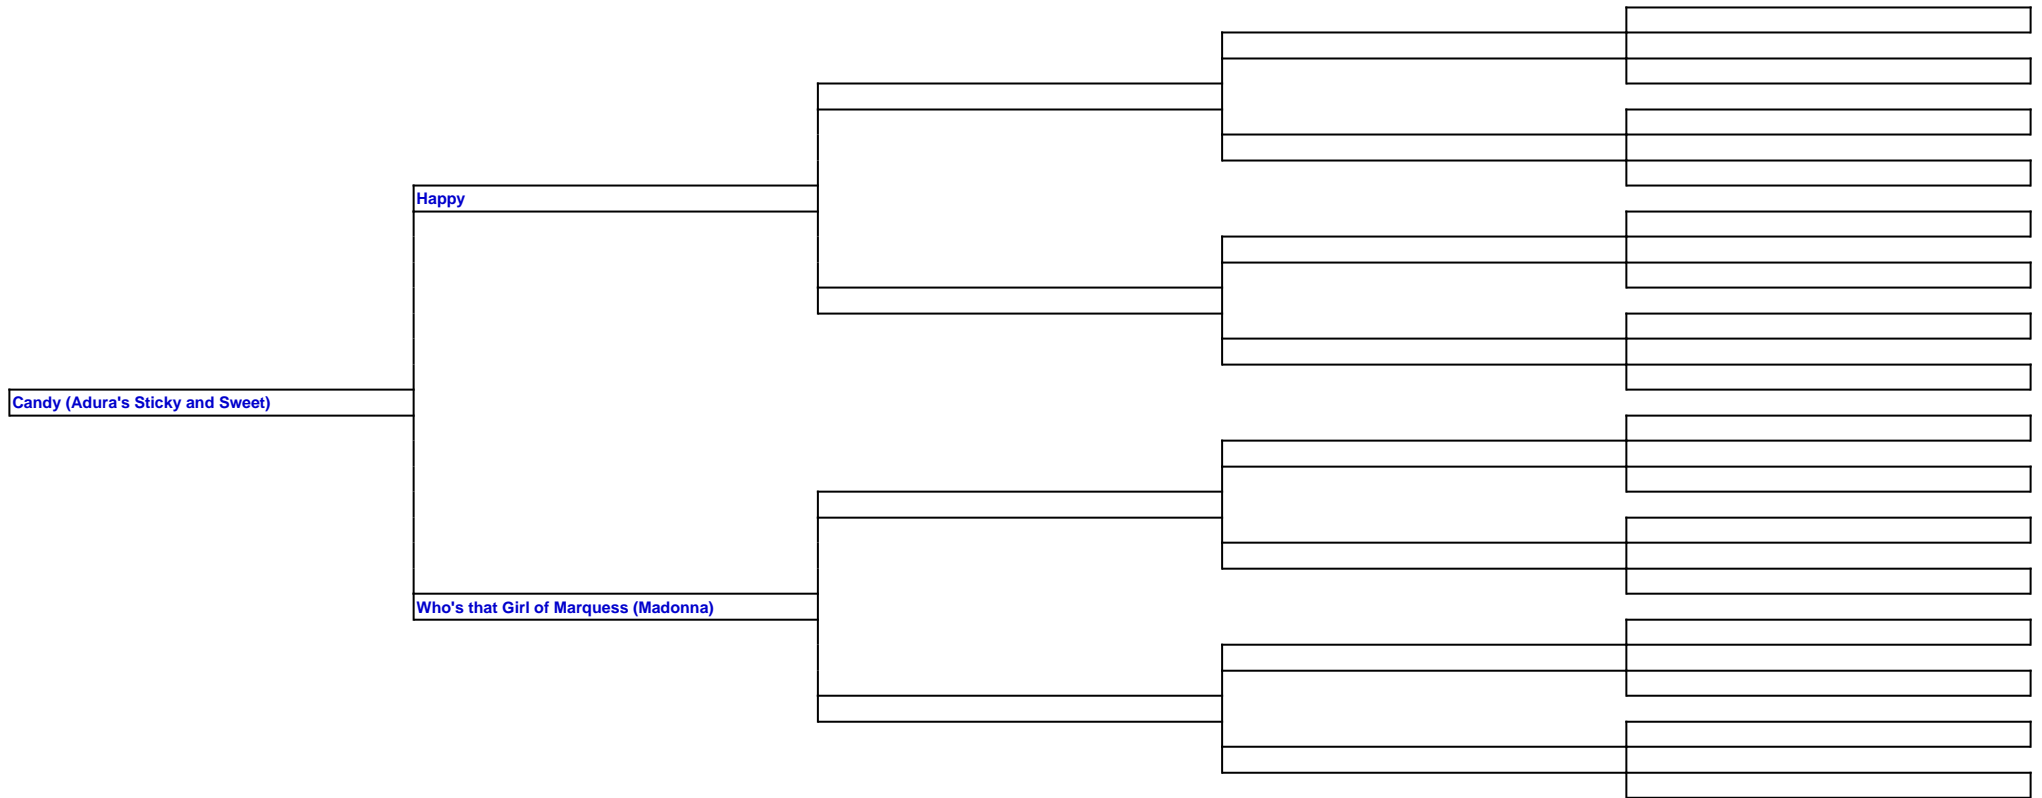 Happy
Candy (Adura's Sticky and Sweet)
Who's that Girl of Marquess (Madonna)